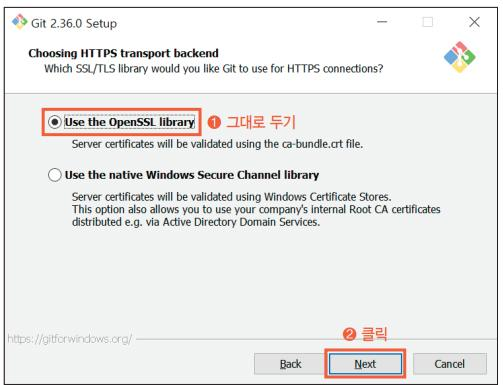 Git 2.36.0 Setup
Choosing HTTPS transport backend
Which SSL/TLS library would you like Git to use for HTTPS connections?
Use the OpenSSL library ❶ 그대로 두기
Server certificates will be validated using the ca-bundle.crt file.
Use the native Windows Secure Channel library
Server certificates will be validated using Windows Certificate Stores.
This option also allows you to use your company's internal Root CA certificates
distributed e.g. via Active Directory Domain Services.
❷ 클릭
https://gitforwindows.org/
Back Next Cancel